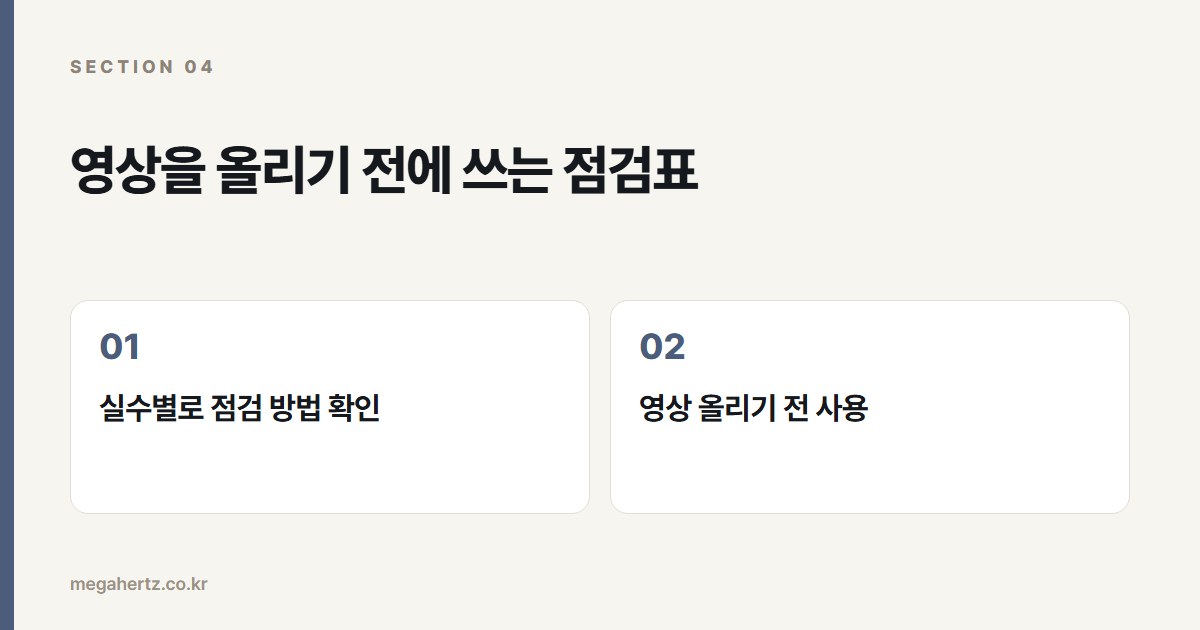 SECTION 04
영상을 올리기 전에 쓰는 점검표
01
실수별로 점검 방법 확인
02
영상 올리기 전 사용
megahertz.co.kr